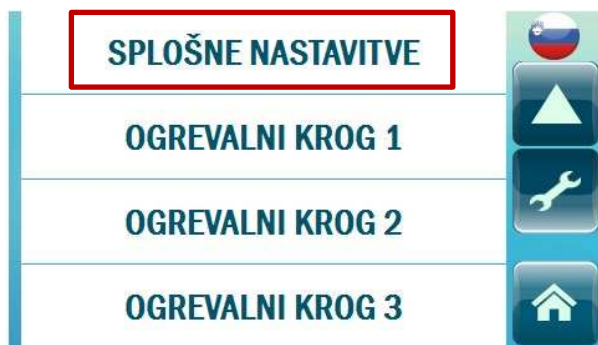 SPLOŠNE NASTAVITVE
OGREVALNI KROG 1
OGREVALNI KROG 2
OGREVALNI KROG 3